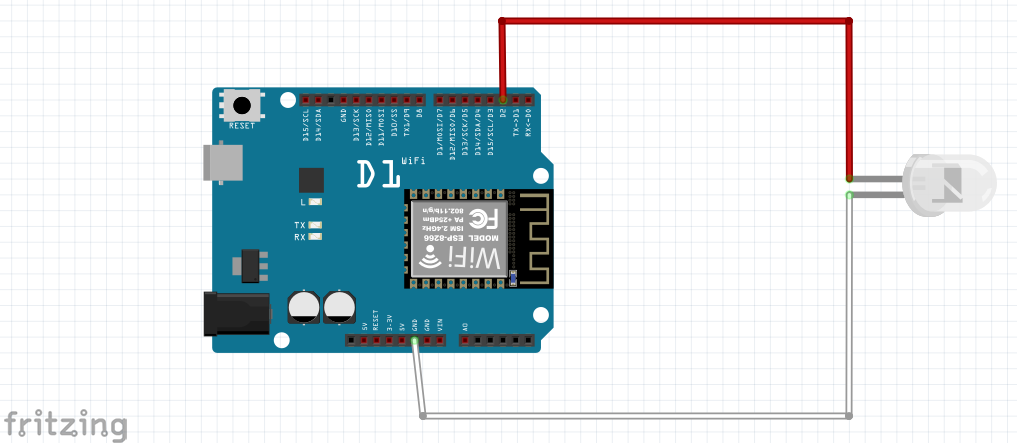 RESET
D15/SCL
D14/SDA
GND
D13/SCK
D12/MISO
D11/MOSI
D10/SS
TX1/D9
D8
D1/MOSI/D7
D12/MISO/D6
D13/SCK/D5
D14/SDA/D4
D15/SCL/D3
D2
TX->D1
RX<-D0
D1 WiFi
L
TX
RX
802.11b/g/n
PA +25dBm
ISM 2.4GHz
MODEL ESP-8266
FC
WiFi
5V
RESET
3-3V
5V
GND
GND
VIN
A0
fritzing